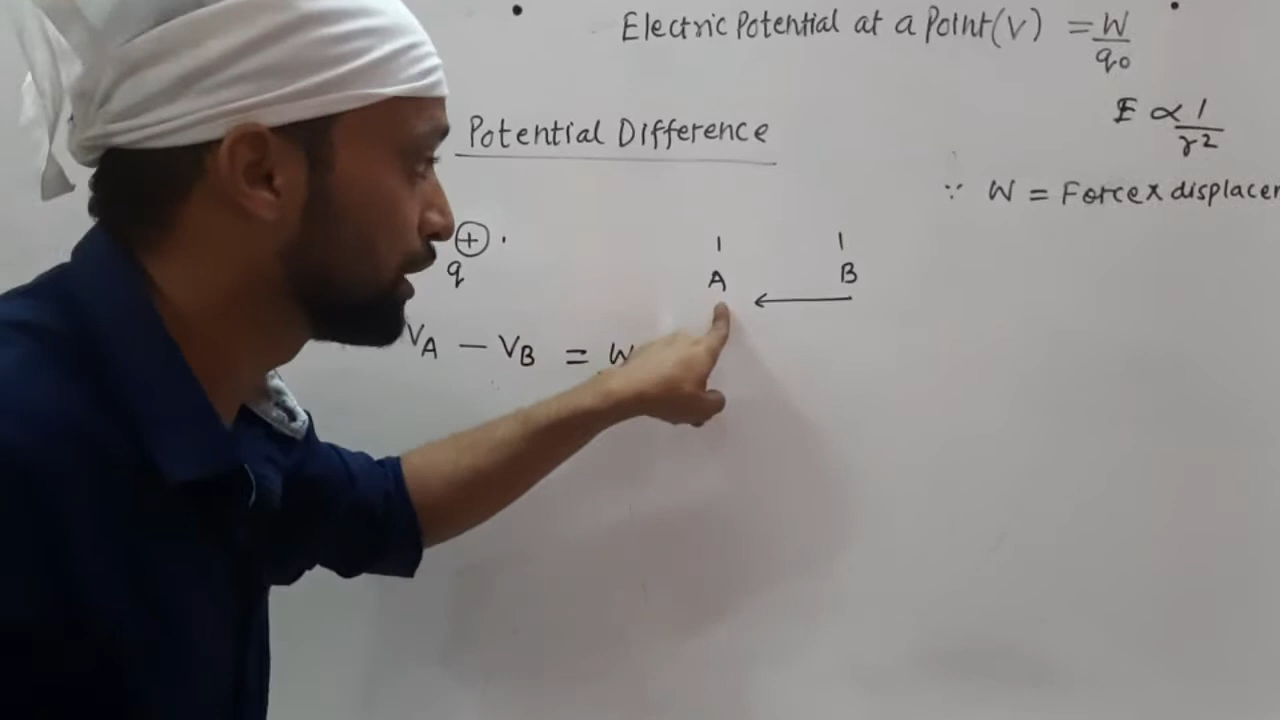 Electric Potential at a Point(V) = W/q₀
E ∝ 1/r²
Potential Difference
∵ W = Force x displacer
+
q
A
B
VA − VB = W